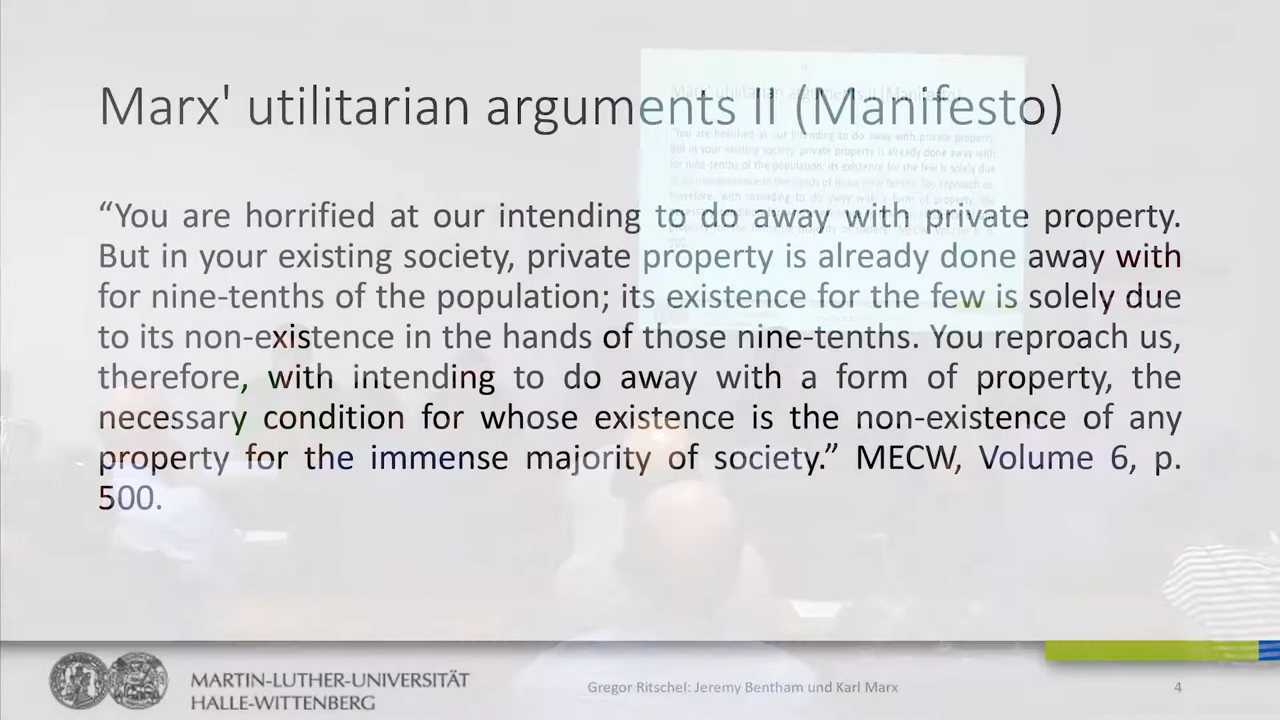 Marx' utilitarian arguments II (Manifesto)
“You are horrified at our intending to do away with private property.
But in your existing society, private property is already done away with
for nine-tenths of the population; its existence for the few is solely due
to its non-existence in the hands of those nine-tenths. You reproach us,
therefore, with intending to do away with a form of property, the
necessary condition for whose existence is the non-existence of any
property for the immense majority of society.” MECW, Volume 6, p.
500.
MARTIN-LUTHER-UNIVERSITÄT
HALLE-WITTENBERG
Gregor Ritschel: Jeremy Bentham und Karl Marx
4